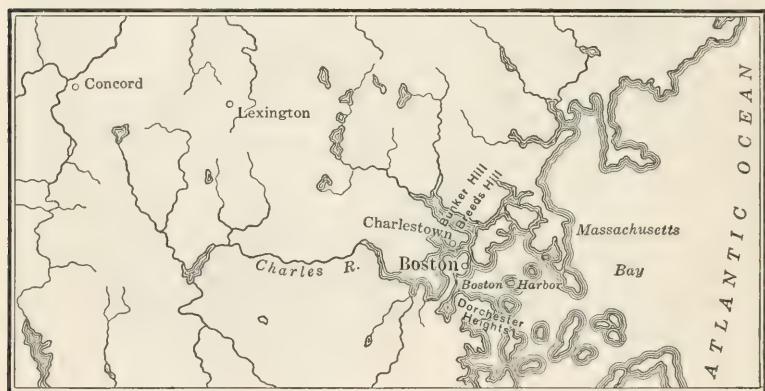 Concord
Lexington
Bunker Hill
Breeds Hill
Charlestown
Massachusetts
Bay
Charles R.
Boston
Boston Harbor
Dorchester
Heights
ATLANTIC OCEAN